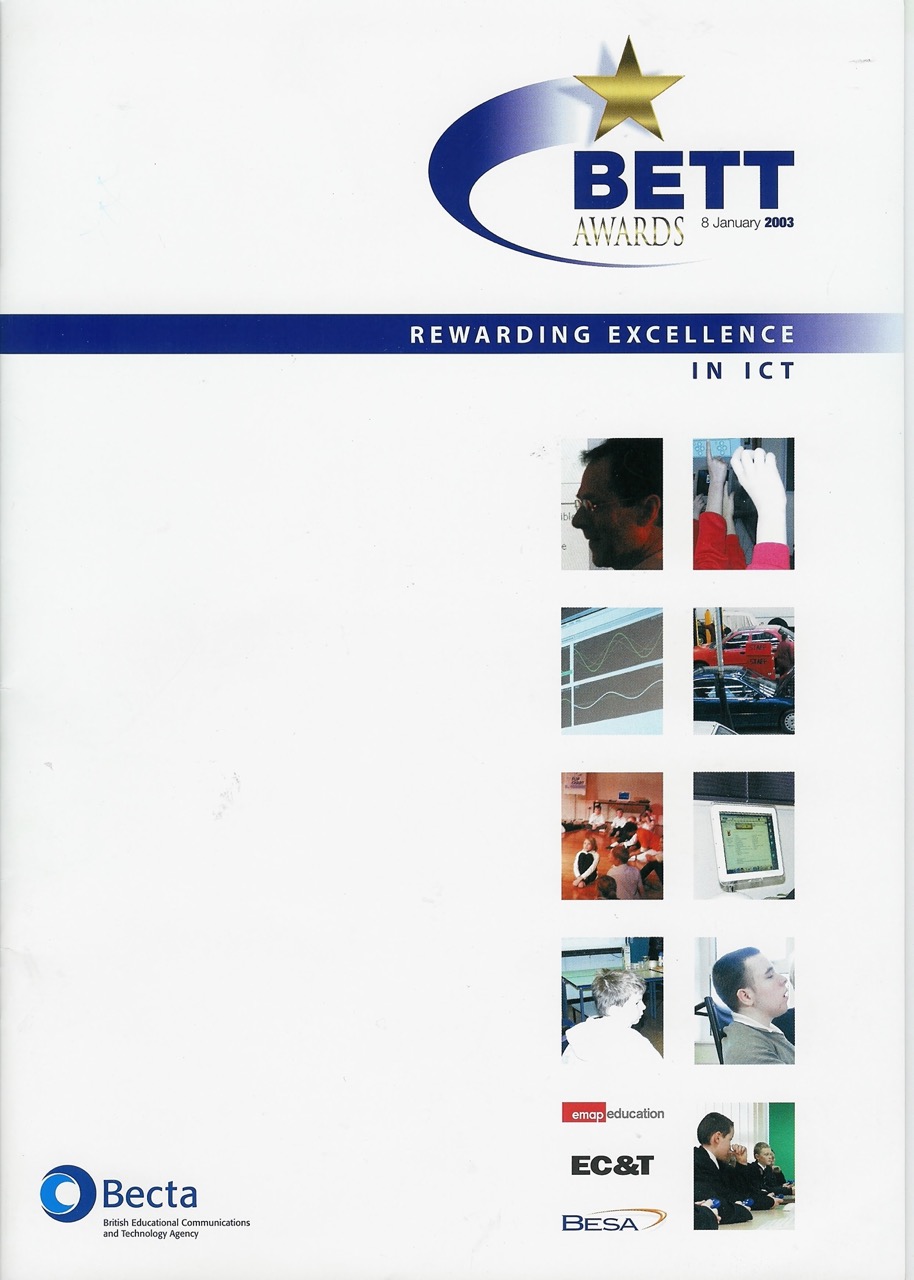 BETT
AWARDS 8 January 2003
REWARDING EXCELLENCE
IN ICT
emap education
EC&T
BESA
Becta
British Educational Communications
and Technology Agency